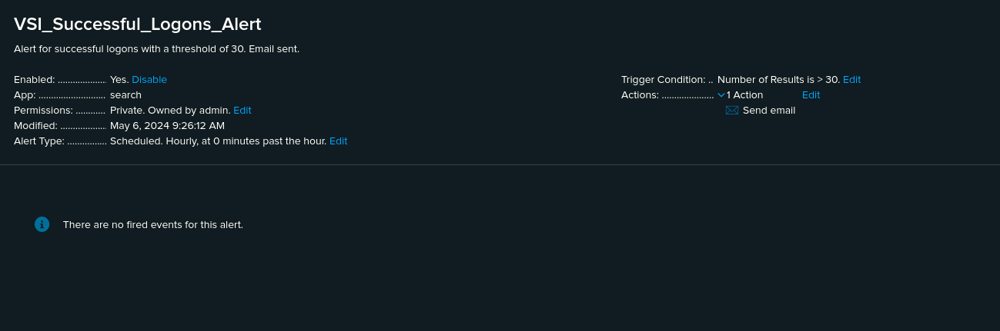 VSI_Successful_Logons_Alert
Alert for successful logons with a threshold of 30. Email sent.
Enabled: ................... Yes. Disable
App: .......................... search
Permissions: ............ Private. Owned by admin. Edit
Modified: .................. May 6, 2024 9:26:12 AM
Alert Type: ................ Scheduled. Hourly, at 0 minutes past the hour. Edit
Trigger Condition: .. Number of Results is > 30. Edit
Actions: ..................... 1 Action Edit
Send email
There are no fired events for this alert.